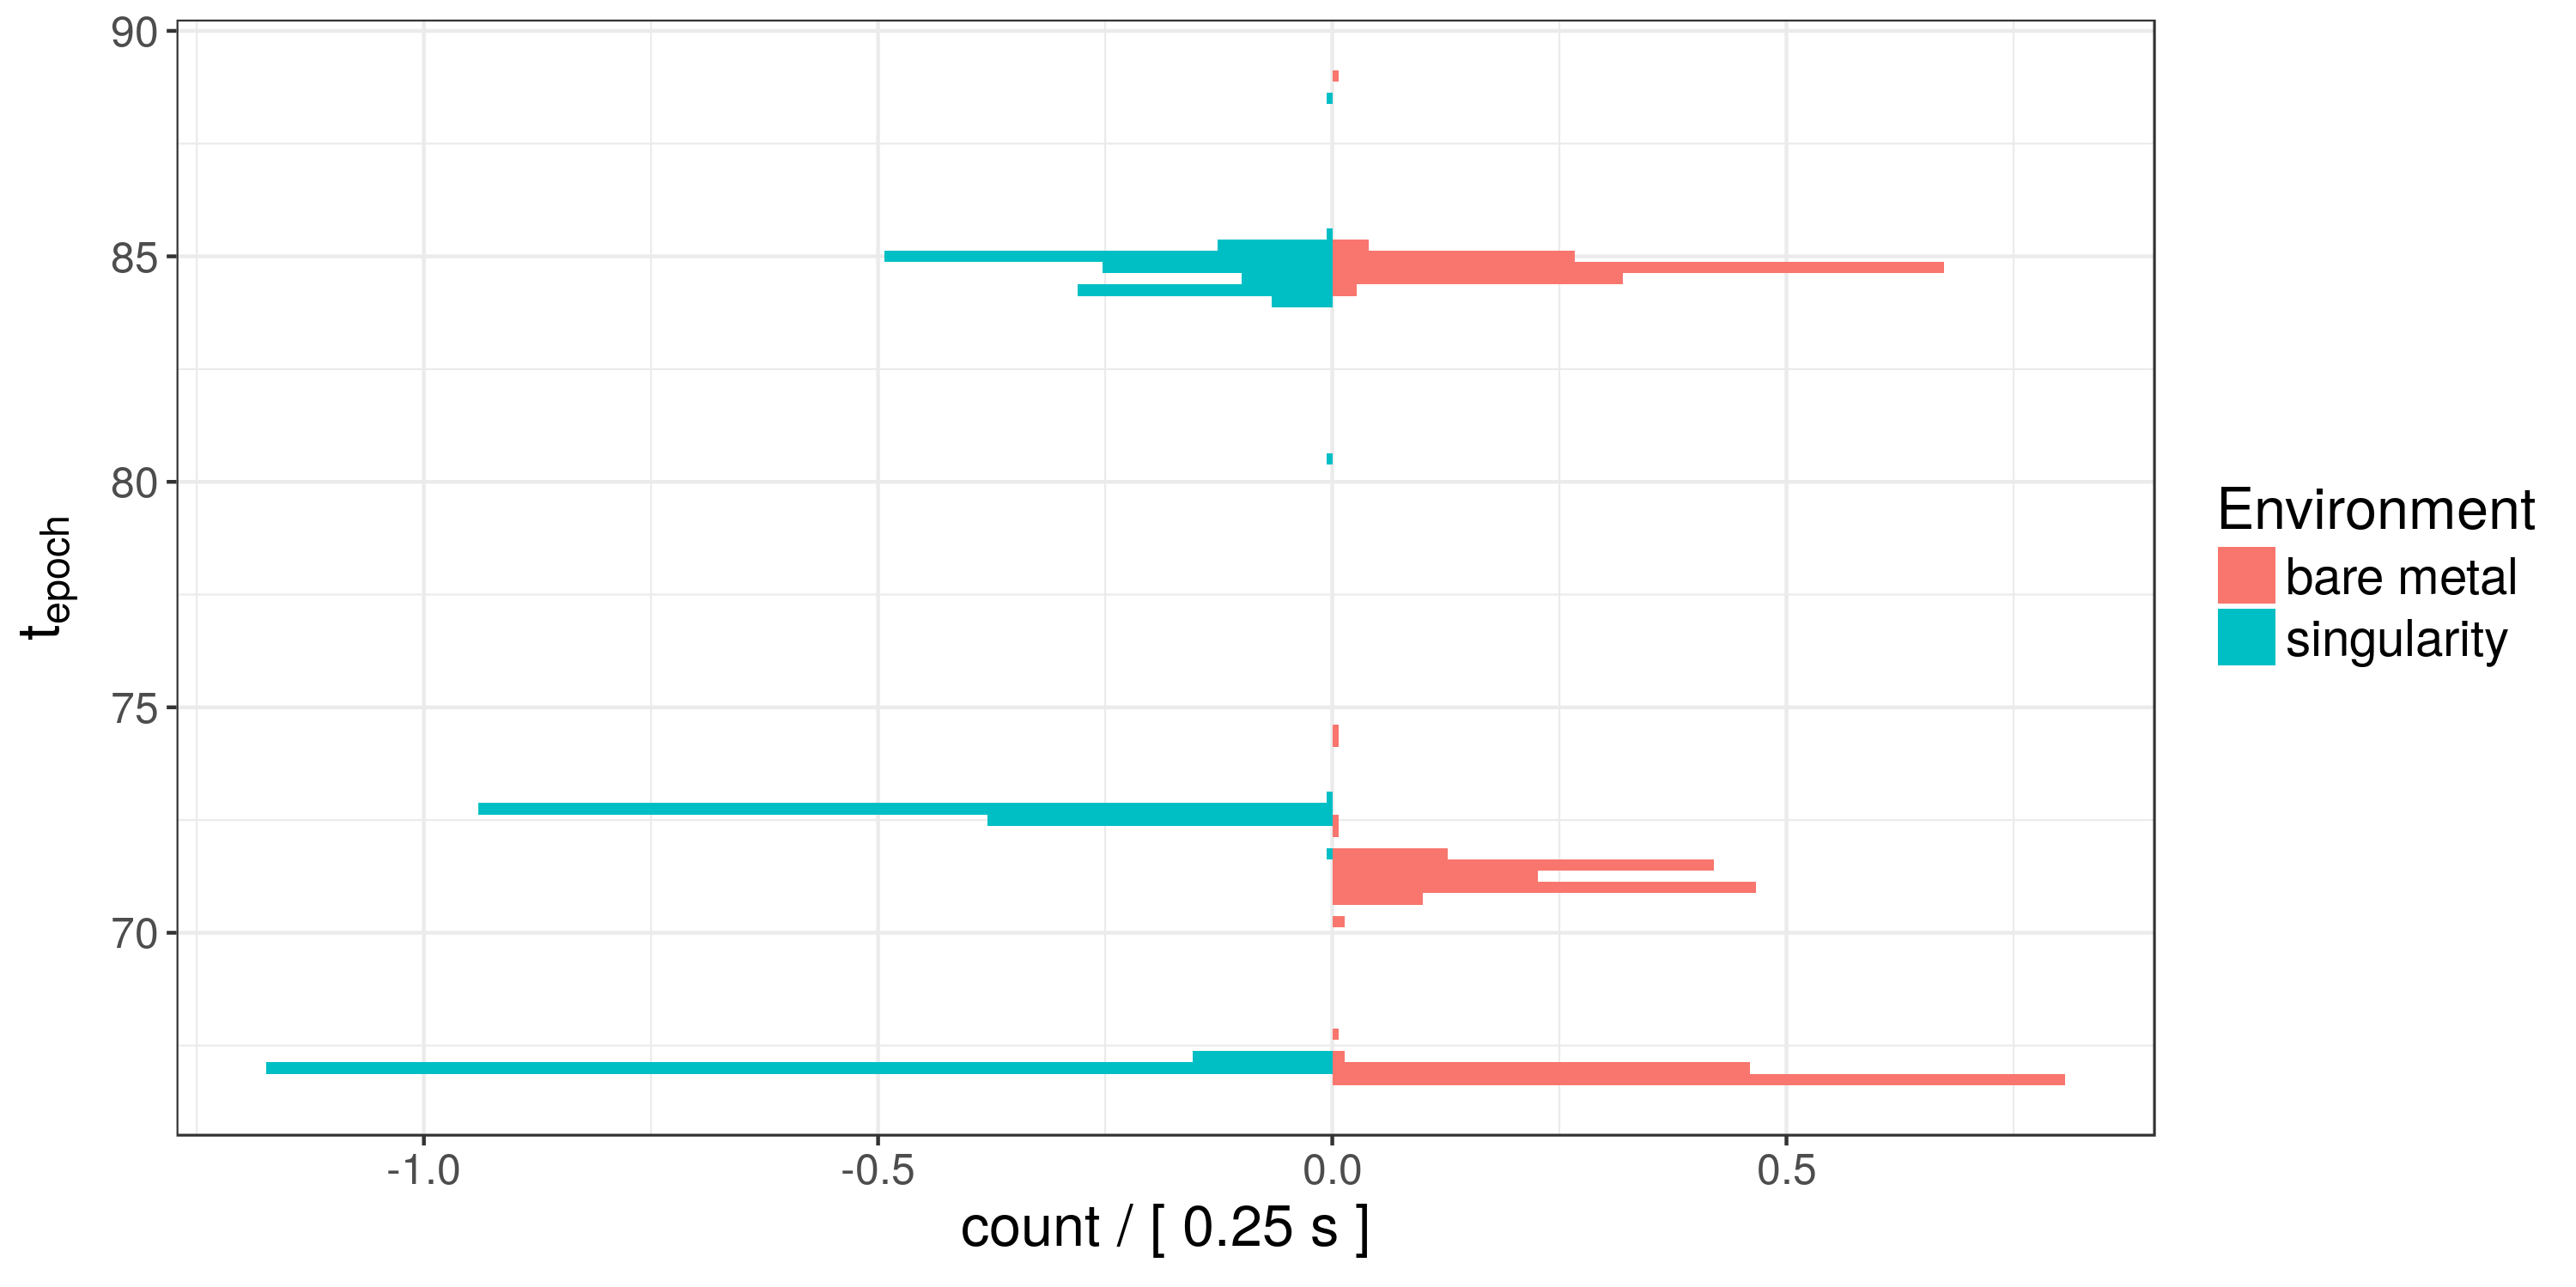 90
85
80
75
70
tepoch
-1.0 -0.5 0.0 0.5
count / [ 0.25 s ]
Environment
bare metal
singularity